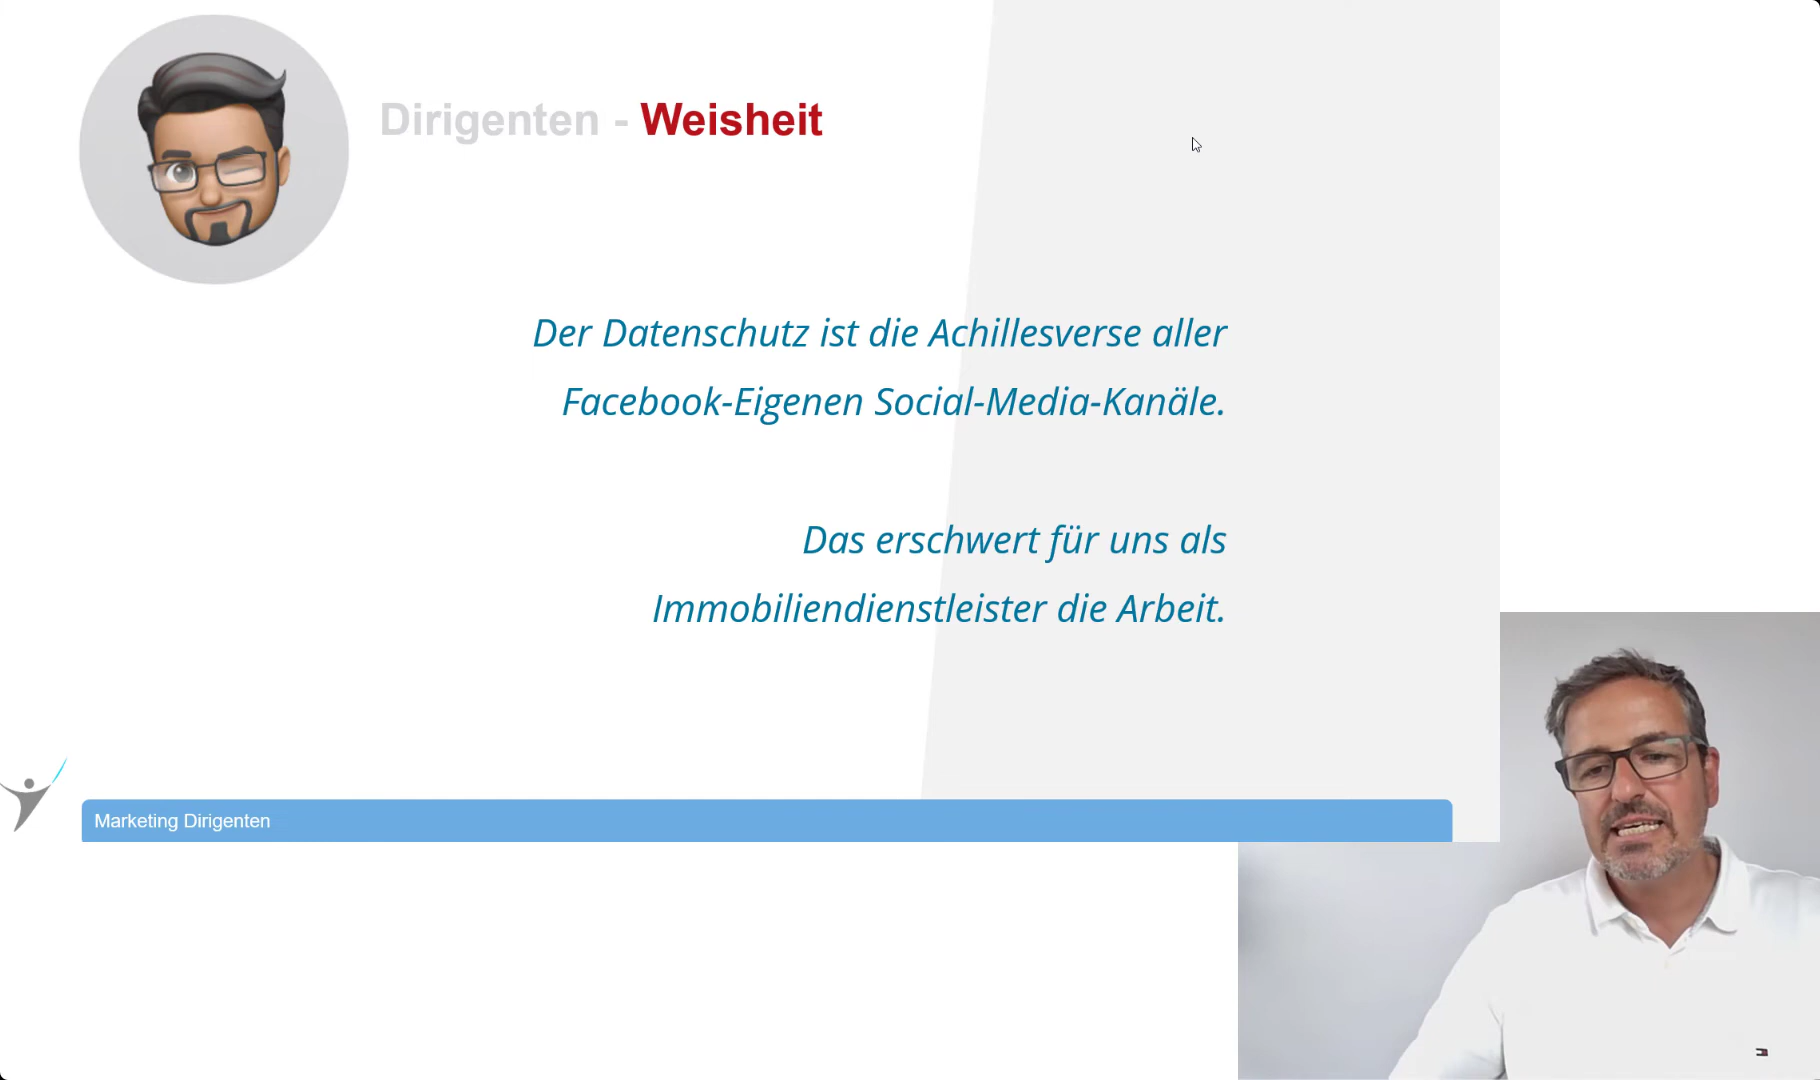 Dirigenten - Weisheit
Der Datenschutz ist die Achillesverse aller
Facebook-Eigenen Social-Media-Kanäle.
Das erschwert für uns als
Immobiliendienstleister die Arbeit.
Marketing Dirigenten